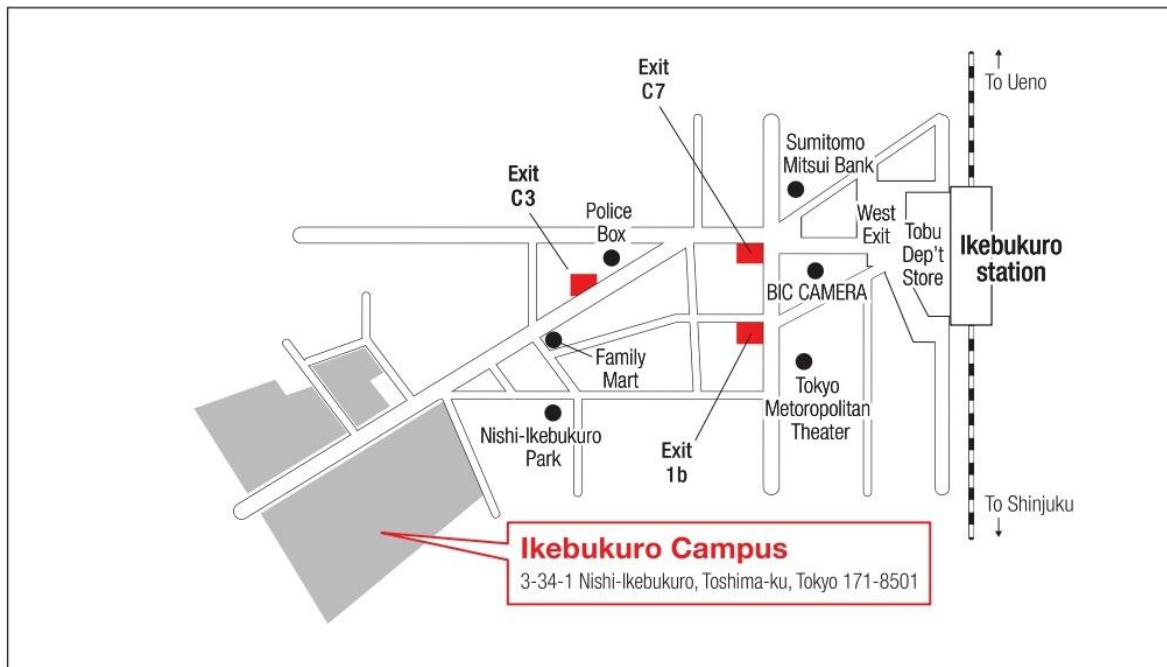 Exit
C7
To Ueno
Sumitomo
Mitsui Bank
Exit
C3
Police
Box
West
Exit
Tobu
Dep't
Store
Ikebukuro
station
BIC CAMERA
Family
Mart
Tokyo
Metoropolitan
Theater
Nishi-Ikebukuro
Park
Exit
1b
To Shinjuku
Ikebukuro Campus
3-34-1 Nishi-Ikebukuro, Toshima-ku, Tokyo 171-8501